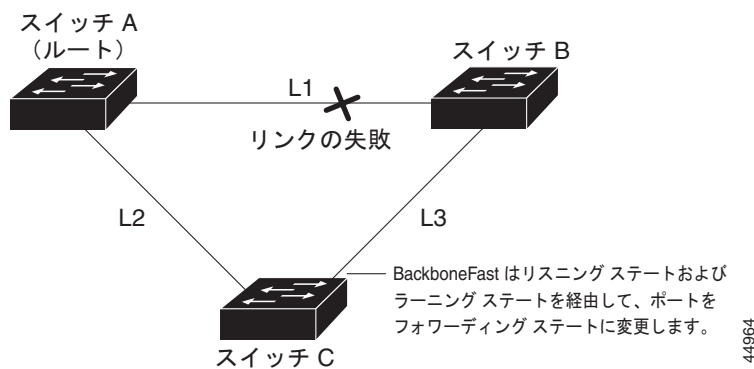 スイッチ A
（ルート）
スイッチ B
L1
リンクの失敗
L2
L3
BackboneFast はリスニング ステートおよび
ラーニング ステートを経由して、ポートを
フォワーディング ステートに変更します。
スイッチ C
44964